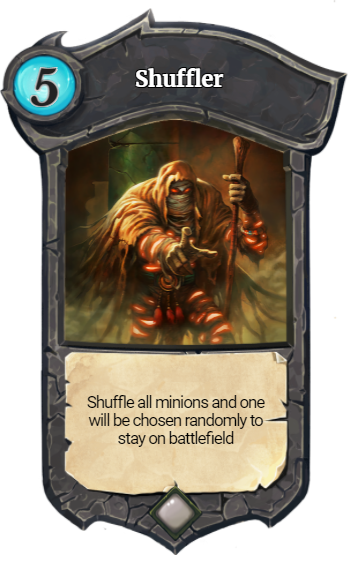 5
Shuffler
Shuffle all minions and one
will be chosen randomly to
stay on battlefield